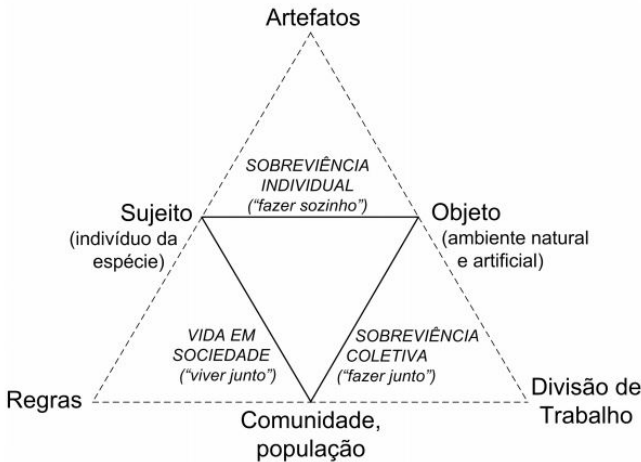 Artefatos
SOBREVIÊNCIA
INDIVIDUAL
("fazer sozinho")
Sujeito
(indivíduo da
espécie)
Objeto
(ambiente natural
e artificial)
VIDA EM
SOCIEDADE
("viver junto")
SOBREVIÊNCIA
COLETIVA
("fazer junto")
Regras
Comunidade,
população
Divisão de
Trabalho